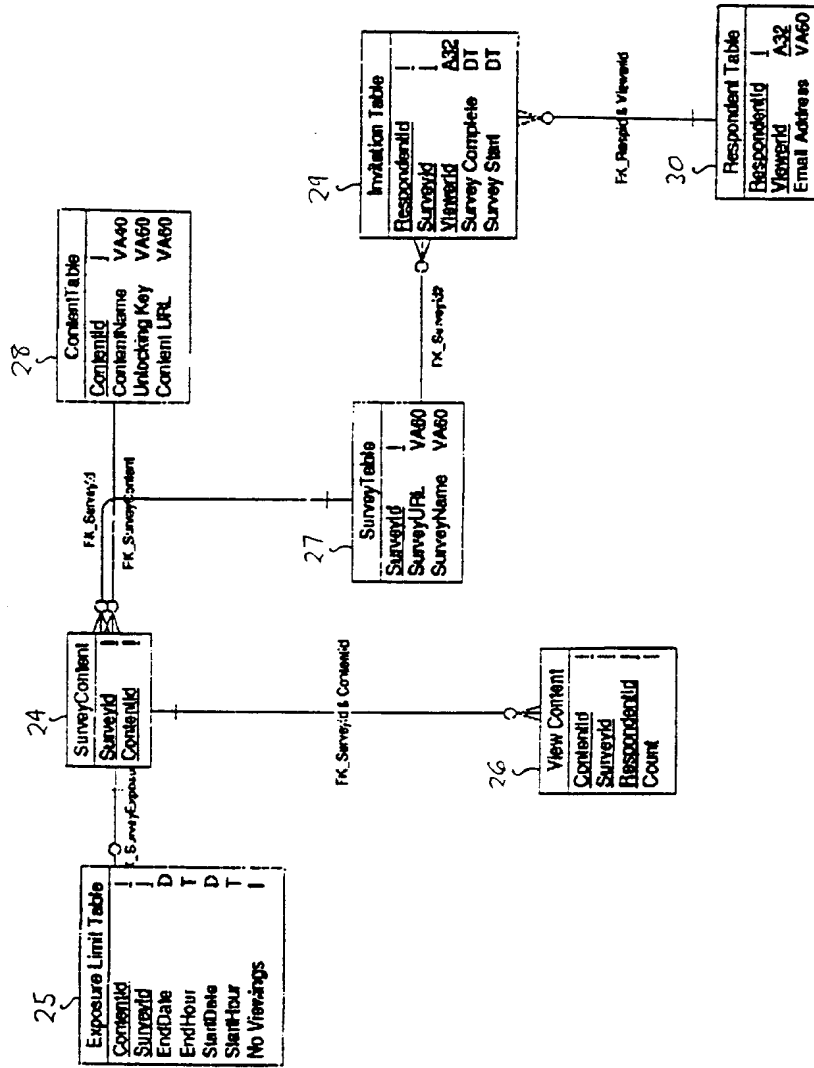 25
Exposure Limit Table
ContentId I
SurveyId I
EndDate D
EndHour T
StartDate D
StartHour T
No Viewings I
24
SurveyContent
SurveyId I
ContentId I
FK_SurveyId
FK_SurveyContent
28
ContentTable
ContentId I
ContentName VA40
Unlocking Key VA60
Content URL VA60
FK_SurveyId & ContentId
26
View Content
ContentId I
SurveyId I
RespondentId I
Count I
27
SurveyTable
SurveyId I
SurveyURL VA60
SurveyName VA60
FK_SurveyId2
29
Invitation Table
RespondentId I
SurveyId I
ViewerId A32
Survey Complete DT
Survey Start DT
FK_RespId & ViewerId
30
Respondent Table
RespondentId I
ViewerId A32
Email Address VA60